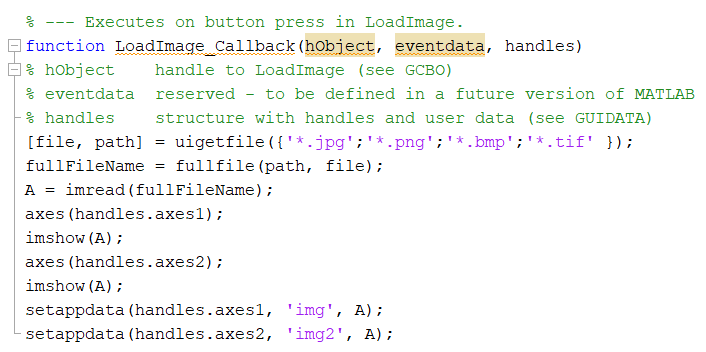 % --- Executes on button press in LoadImage.
function LoadImage_Callback(hObject, eventdata, handles)
% hObject    handle to LoadImage (see GCBO)
% eventdata  reserved - to be defined in a future version of MATLAB
% handles    structure with handles and user data (see GUIDATA)
[file, path] = uigetfile({'*.jpg';'*.png';'*.bmp';'*.tif' });
fullFileName = fullfile(path, file);
A = imread(fullFileName);
axes(handles.axes1);
imshow(A);
axes(handles.axes2);
imshow(A);
setappdata(handles.axes1, 'img', A);
setappdata(handles.axes2, 'img2', A);